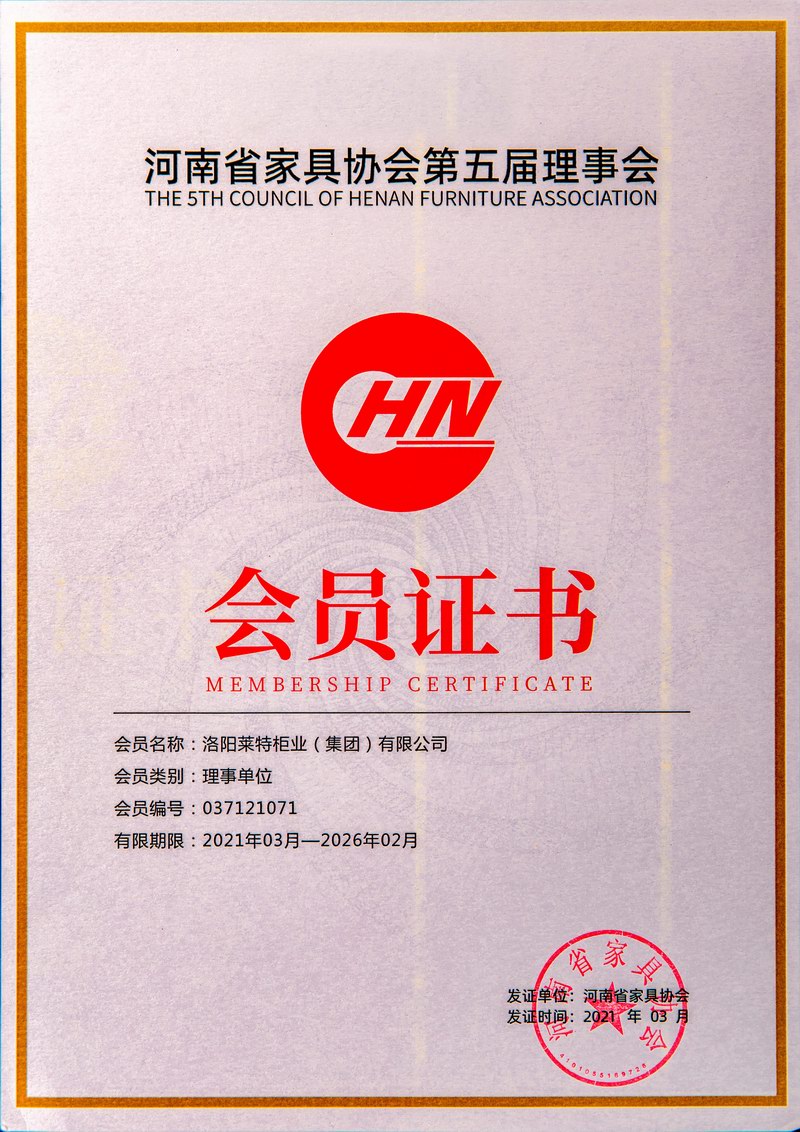 河南省家具协会第五届理事会
THE 5TH COUNCIL OF HENAN FURNITURE ASSOCIATION
HN
会员证书
MEMBERSHIP CERTIFICATE
会员名称：洛阳莱特柜业（集团）有限公司
会员类别：理事单位
会员编号：037121071
有限期限：2021年03月—2026年02月
河南省家具协会
发证单位：河南省家具协会
发证时间：2021 年 03 月
4101055169728